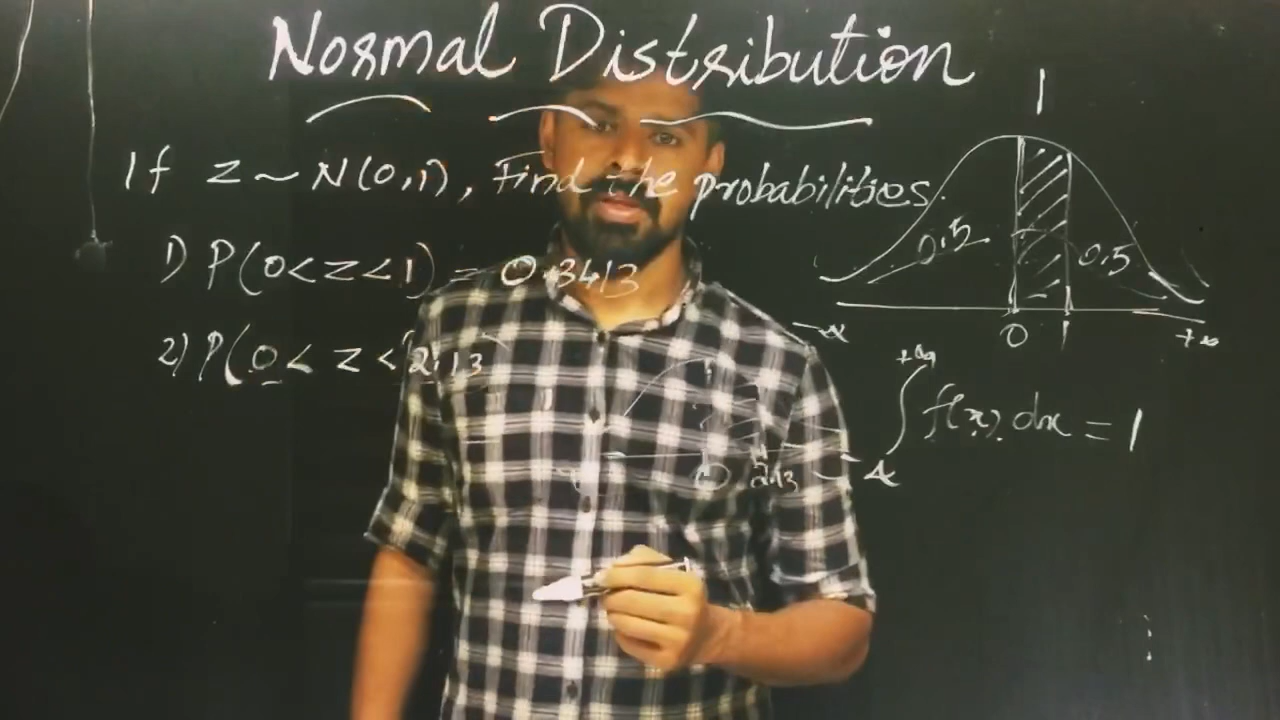 Normal Distribution
If Z ~ N(0,1), Find the probabilities
1) P(0<Z<1) = 0.3413
2) P(0< Z <2.13
1
0.5 0.5
-∞ 0 1 +∞
+∞
∫ f(x) dx = 1
-∞
0 2.13